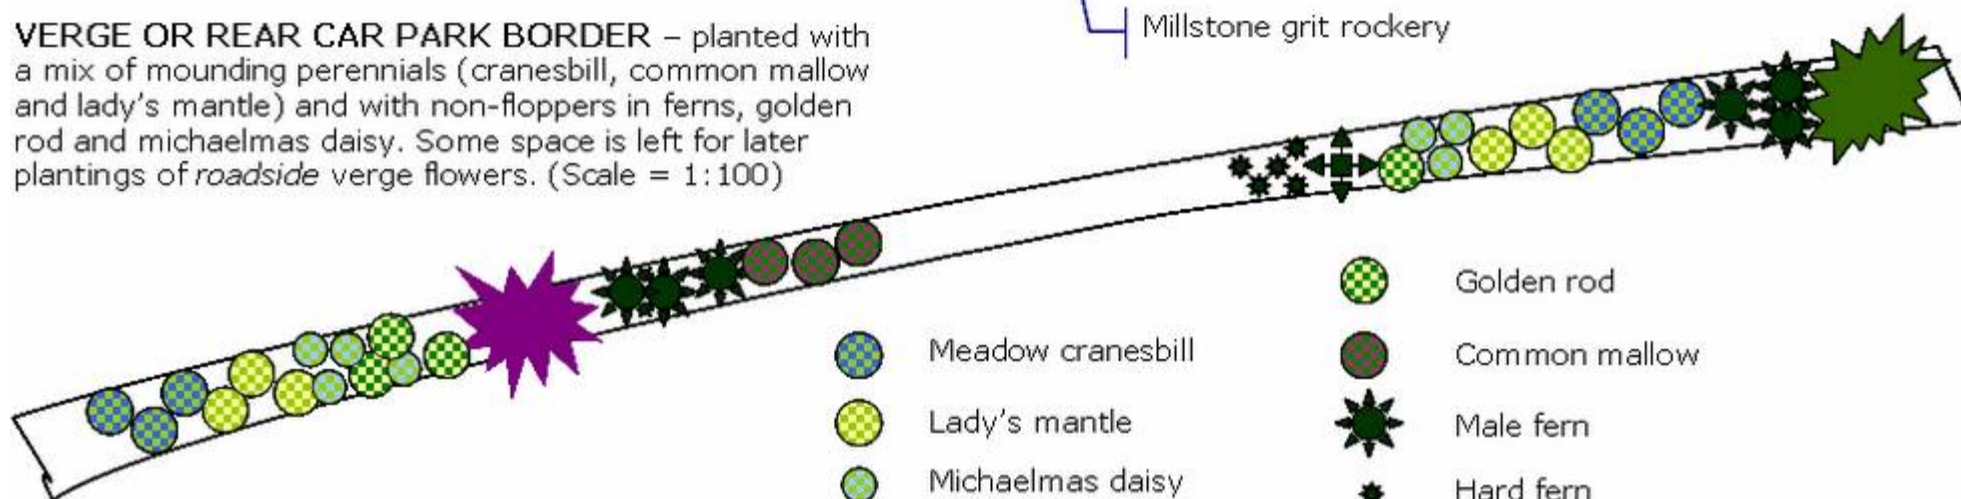 VERGE OR REAR CAR PARK BORDER – planted with
a mix of mounding perennials (cranesbill, common mallow
and lady's mantle) and with non-floppers in ferns, golden
rod and michaelmas daisy. Some space is left for later
plantings of roadside verge flowers. (Scale = 1:100)
Millstone grit rockery
Meadow cranesbill
Lady's mantle
Michaelmas daisy
Golden rod
Common mallow
Male fern
Hard fern